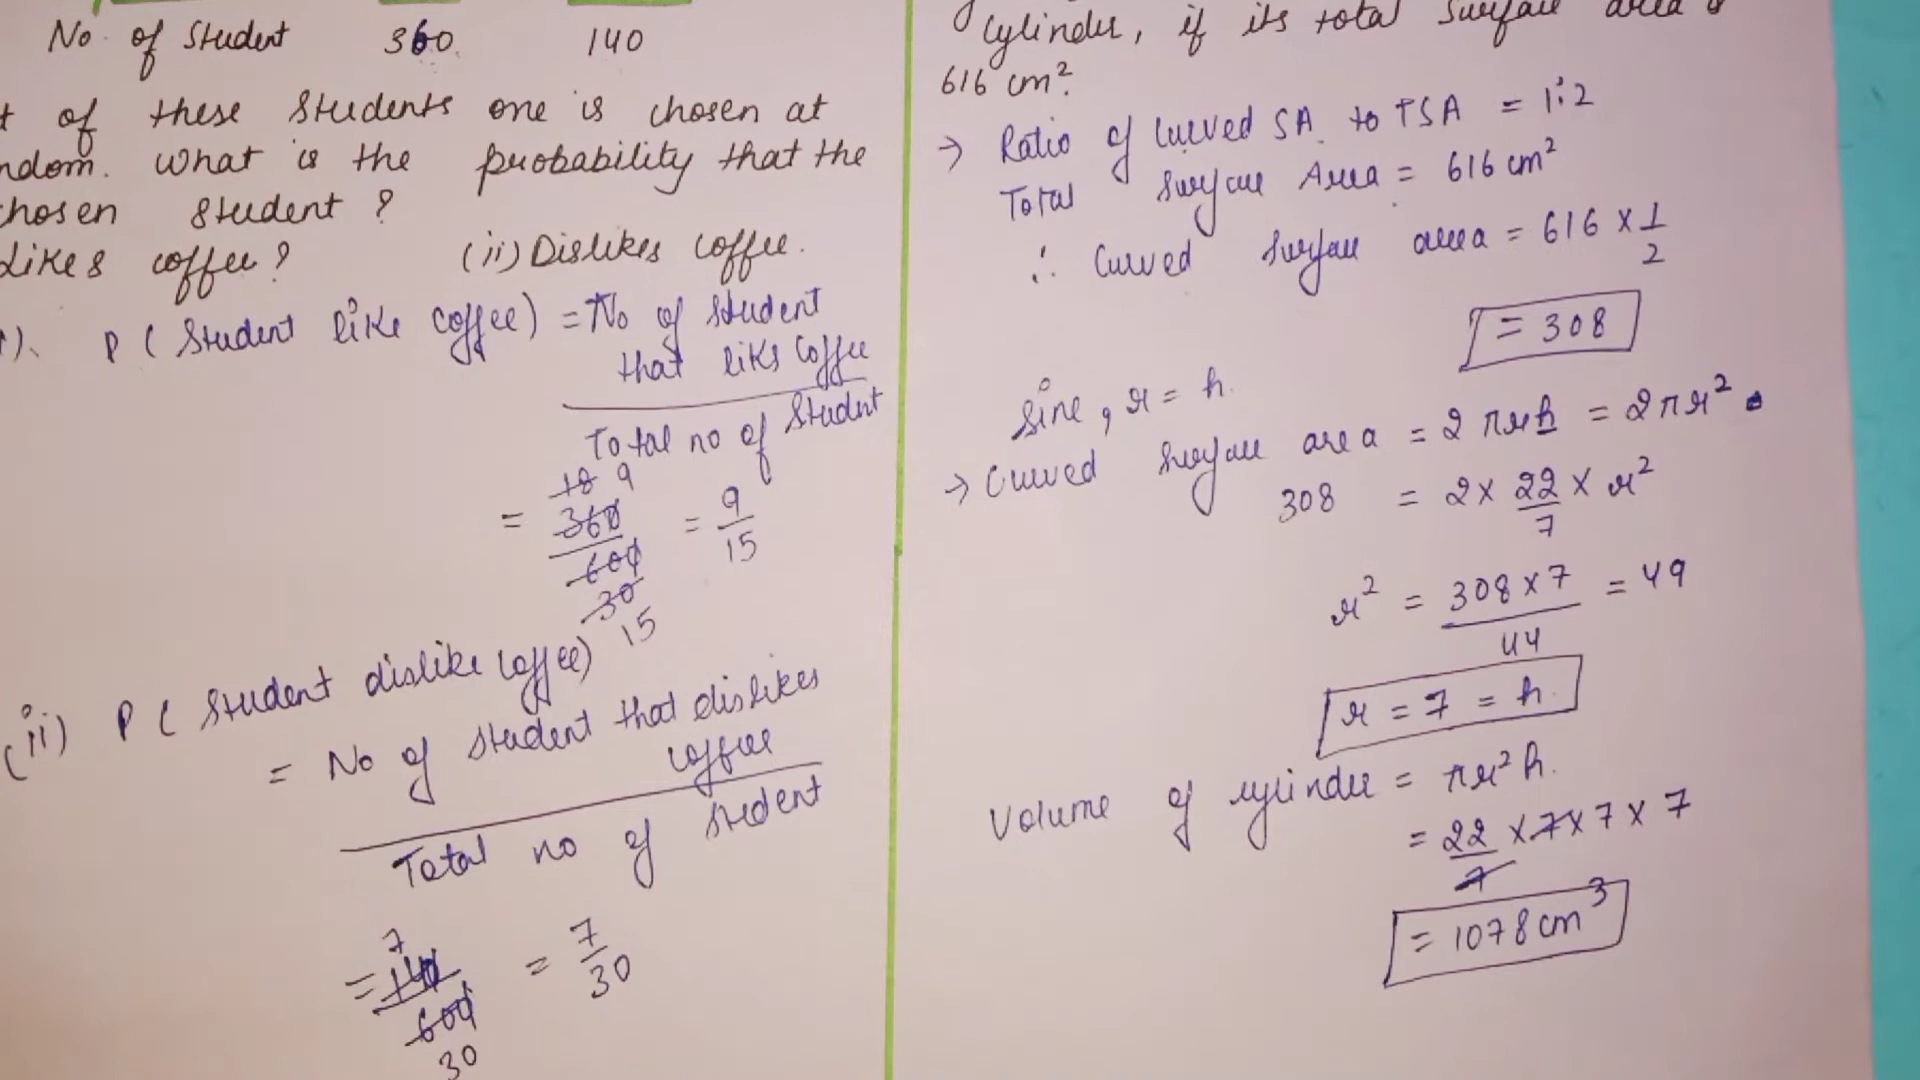 No. of Student 360 140
of these Students one is chosen at
. What is the probability that the
student ?
coffee ? (ii) Dislikes coffee.
P ( Student like coffee) = No of student
that liks Coffee
Total no of Student
18 9
= 360 = 9
600 15
30
15
(ii) P ( Student dislike coffee)
= No of student that dislikes
coffee
Total no of student
7
= 140 = 7
600 30
30
cylinder, if its total surface area
616 cm².
→ Ratio of Curved SA to TSA = 1:2
Total Surface Area = 616 cm²
∴ Curved Surface area = 616 × 1
2
= 308
Sine, r = h.
→ Curved Surface area = 2πrh = 2πr².
308 = 2 × 22 × r²
7
r² = 308 × 7 = 49
44
r = 7 = h.
Volume of cylinder = πr²h.
= 22 × 7 × 7 × 7
7
= 1078 cm³